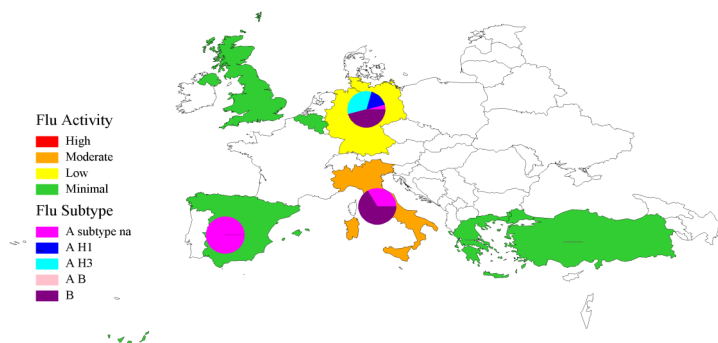 Flu Activity
High
Moderate
Low
Minimal
Flu Subtype
A subtype na
A H1
A H3
A B
B